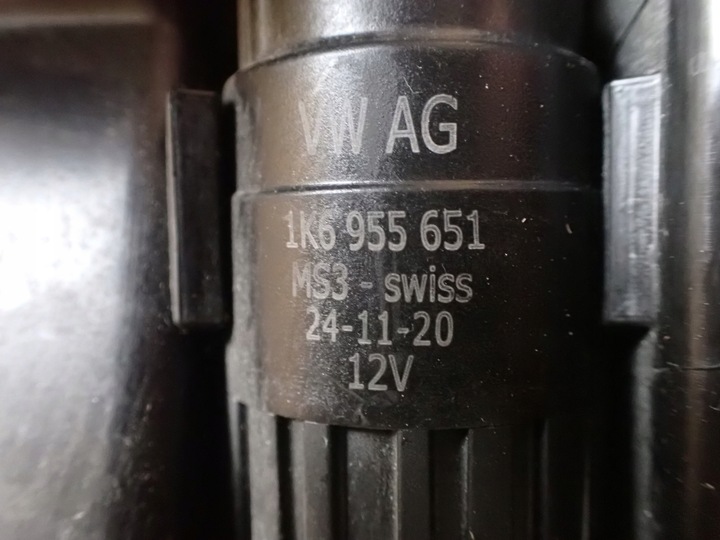 VW AG
1K6 955 651
MS3 - swiss
24-11-20
12V